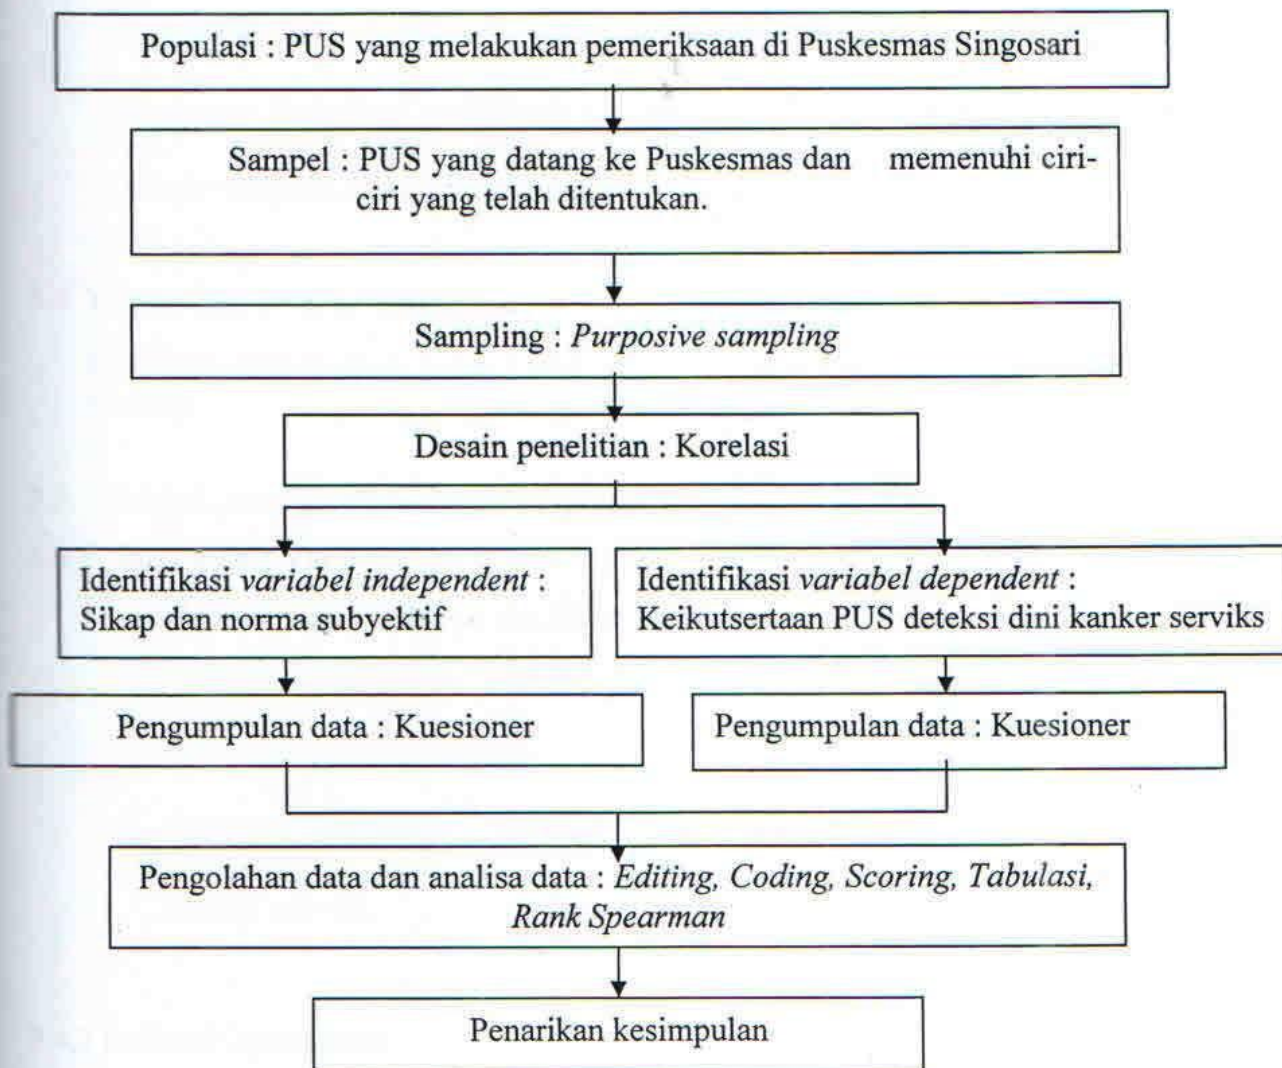 Populasi : PUS yang melakukan pemeriksaan di Puskesmas Singosari
Sampel : PUS yang datang ke Puskesmas dan memenuhi ciri-
ciri yang telah ditentukan.
Sampling : Purposive sampling
Desain penelitian : Korelasi
Identifikasi variabel independent :
Sikap dan norma subyektif
Identifikasi variabel dependent :
Keikutsertaan PUS deteksi dini kanker serviks
Pengumpulan data : Kuesioner
Pengumpulan data : Kuesioner
Pengolahan data dan analisa data : Editing, Coding, Scoring, Tabulasi,
Rank Spearman
Penarikan kesimpulan